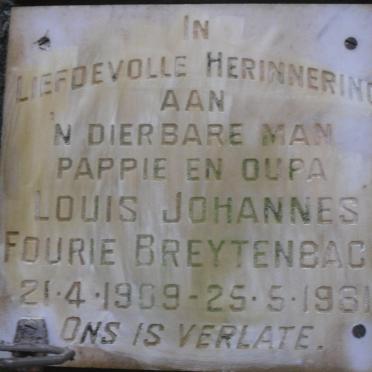 IN
LIEFDEVOLLE HERINNERING
AAN
'N DIERBARE MAN
PAPPIE EN OUPA
LOUIS JOHANNES
FOURIE BREYTENBAC
21·4·1909-25·5·1981
ONS IS VERLATE.